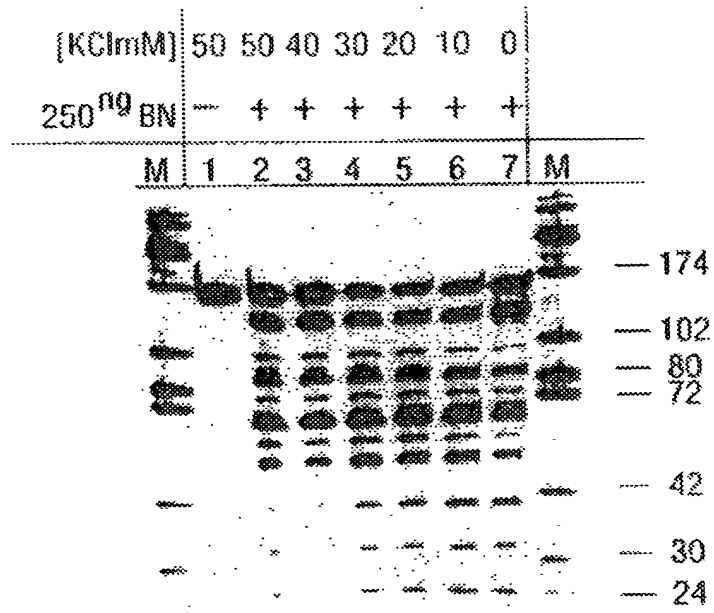 [KClmM] 50 50 40 30 20 10 0
250ng BN — + + + + + +
M 1 2 3 4 5 6 7 M
— 174
— 102
— 80
— 72
— 42
— 30
— 24